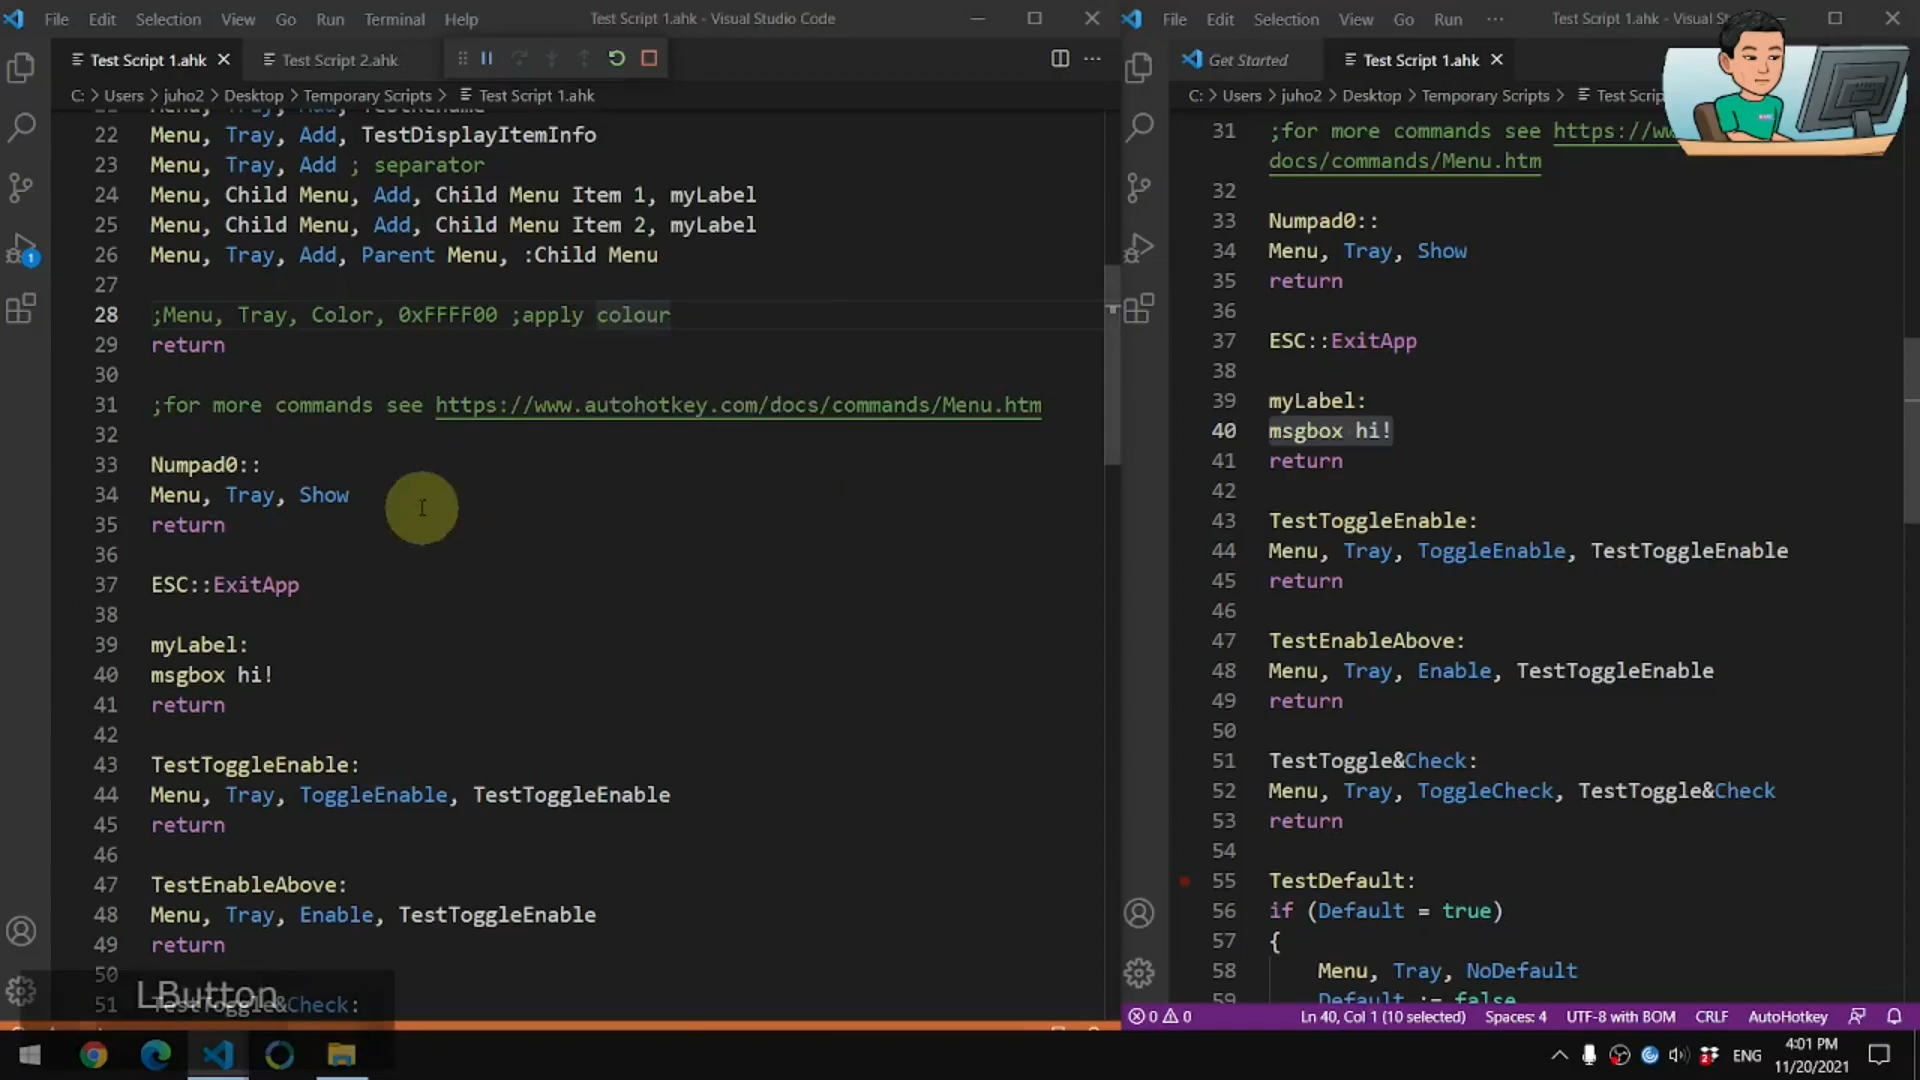 File Edit Selection View Go Run Terminal Help Test Script 1.ahk - Visual Studio Code
Test Script 1.ahk Test Script 2.ahk
C: > Users > juho2 > Desktop > Temporary Scripts > Test Script 1.ahk
22 Menu, Tray, Add, TestDisplayItemInfo
23 Menu, Tray, Add ; separator
24 Menu, Child Menu, Add, Child Menu Item 1, myLabel
25 Menu, Child Menu, Add, Child Menu Item 2, myLabel
26 Menu, Tray, Add, Parent Menu, :Child Menu
27
28 ;Menu, Tray, Color, 0xFFFF00 ;apply colour
29 return
30
31 ;for more commands see https://www.autohotkey.com/docs/commands/Menu.htm
32
33 Numpad0::
34 Menu, Tray, Show
35 return
36
37 ESC::ExitApp
38
39 myLabel:
40 msgbox hi!
41 return
42
43 TestToggleEnable:
44 Menu, Tray, ToggleEnable, TestToggleEnable
45 return
46
47 TestEnableAbove:
48 Menu, Tray, Enable, TestToggleEnable
49 return
50
51 TestToggle&Check:
LButton
File Edit Selection View Go Run ··· Test Script 1.ahk - Visual
Get Started Test Script 1.ahk
C: > Users > juho2 > Desktop > Temporary Scripts > Test Scrip
31 ;for more commands see https://w
docs/commands/Menu.htm
32
33 Numpad0::
34 Menu, Tray, Show
35 return
36
37 ESC::ExitApp
38
39 myLabel:
40 msgbox hi!
41 return
42
43 TestToggleEnable:
44 Menu, Tray, ToggleEnable, TestToggleEnable
45 return
46
47 TestEnableAbove:
48 Menu, Tray, Enable, TestToggleEnable
49 return
50
51 TestToggle&Check:
52 Menu, Tray, ToggleCheck, TestToggle&Check
53 return
54
55 TestDefault:
56 if (Default = true)
57 {
58 Menu, Tray, NoDefault
59 Default := false
0 0 Ln 40, Col 1 (10 selected) Spaces: 4 UTF-8 with BOM CRLF AutoHotkey
ENG 4:01 PM
11/20/2021